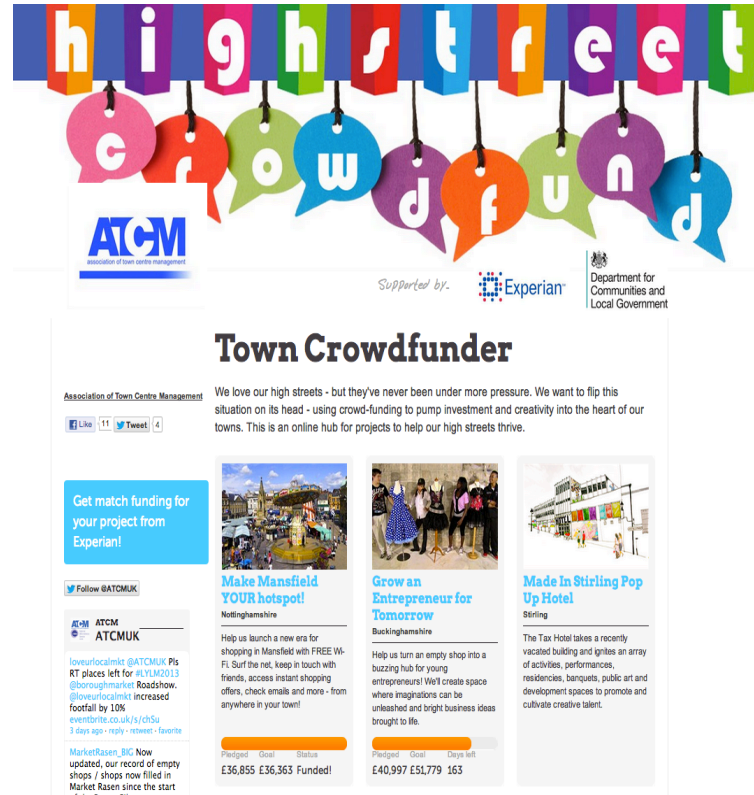 highstreet
crowdfund
ATCM
association of town centre management
Supported by..
Experian™
Department for
Communities and
Local Government
Town Crowdfunder
Association of Town Centre Management
Like 11 Tweet 4
We love our high streets - but they've never been under more pressure. We want to flip this
situation on its head - using crowd-funding to pump investment and creativity into the heart of our
towns. This is an online hub for projects to help our high streets thrive.
Get match funding for
your project from
Experian!
Follow @ATCMUK
ATCM
ATCM
ATCMUK
loveurlocalmkt @ATCMUK Pls
RT places left for #LYLM2013
@boroughmarket Roadshow.
@loveurlocalmkt increased
footfall by 10%
eventbrite.co.uk/s/ch5u
3 days ago · reply · retweet · favorite
MarketRasen_BIG Now
updated, our record of empty
shops / shops now filled in
Market Rasen since the start
Make Mansfield
YOUR hotspot!
Nottinghamshire
Help us launch a new era for
shopping in Mansfield with FREE Wi-
Fi. Surf the net, keep in touch with
friends, access instant shopping
offers, check emails and more - from
anywhere in your town!
Pledged Goal Status
£36,855 £36,363 Funded!
Grow an
Entrepreneur for
Tomorrow
Buckinghamshire
Help us turn an empty shop into a
buzzing hub for young
entrepreneurs! We'll create space
where imaginations can be
unleashed and bright business ideas
brought to life.
Pledged Goal Days left
£40,997 £51,779 163
Made In Stirling Pop
Up Hotel
Stirling
The Tax Hotel takes a recently
vacated building and ignites an array
of activities, performances,
residencies, banquets, public art and
development spaces to promote and
cultivate creative talent.